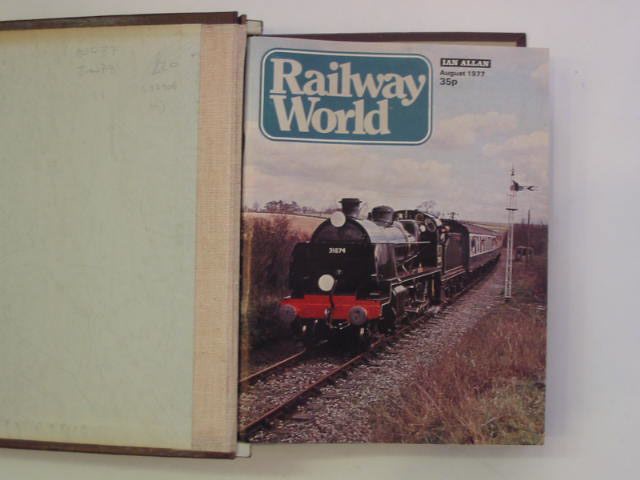 Railway
World
IAN ALLAN
August 1977
35p
31874